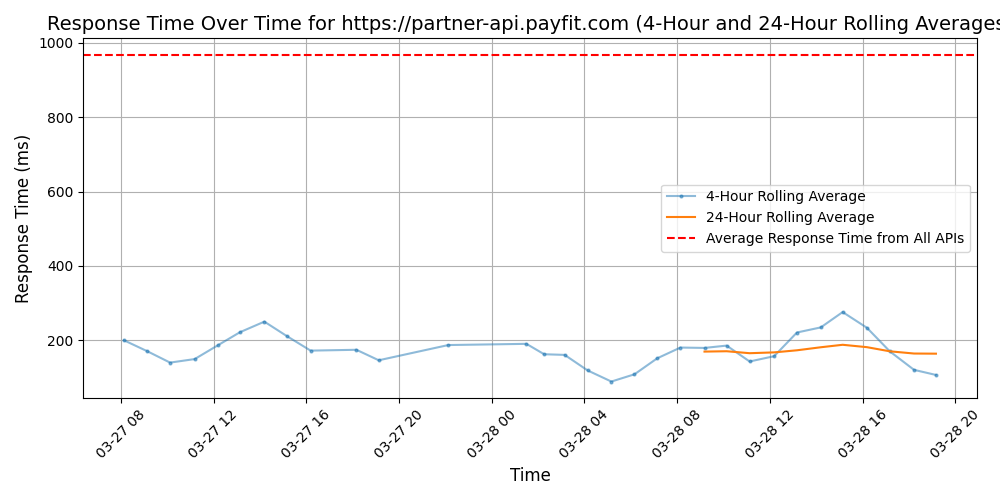 Response Time Over Time for https://partner-api.payfit.com (4-Hour and 24-Hour Rolling Averages
Response Time (ms)
1000
800
600
400
200
4-Hour Rolling Average
24-Hour Rolling Average
Average Response Time from All APIs
03-27 08
03-27 12
03-27 16
03-27 20
03-28 00
03-28 04
03-28 08
03-28 12
03-28 16
03-28 20
Time